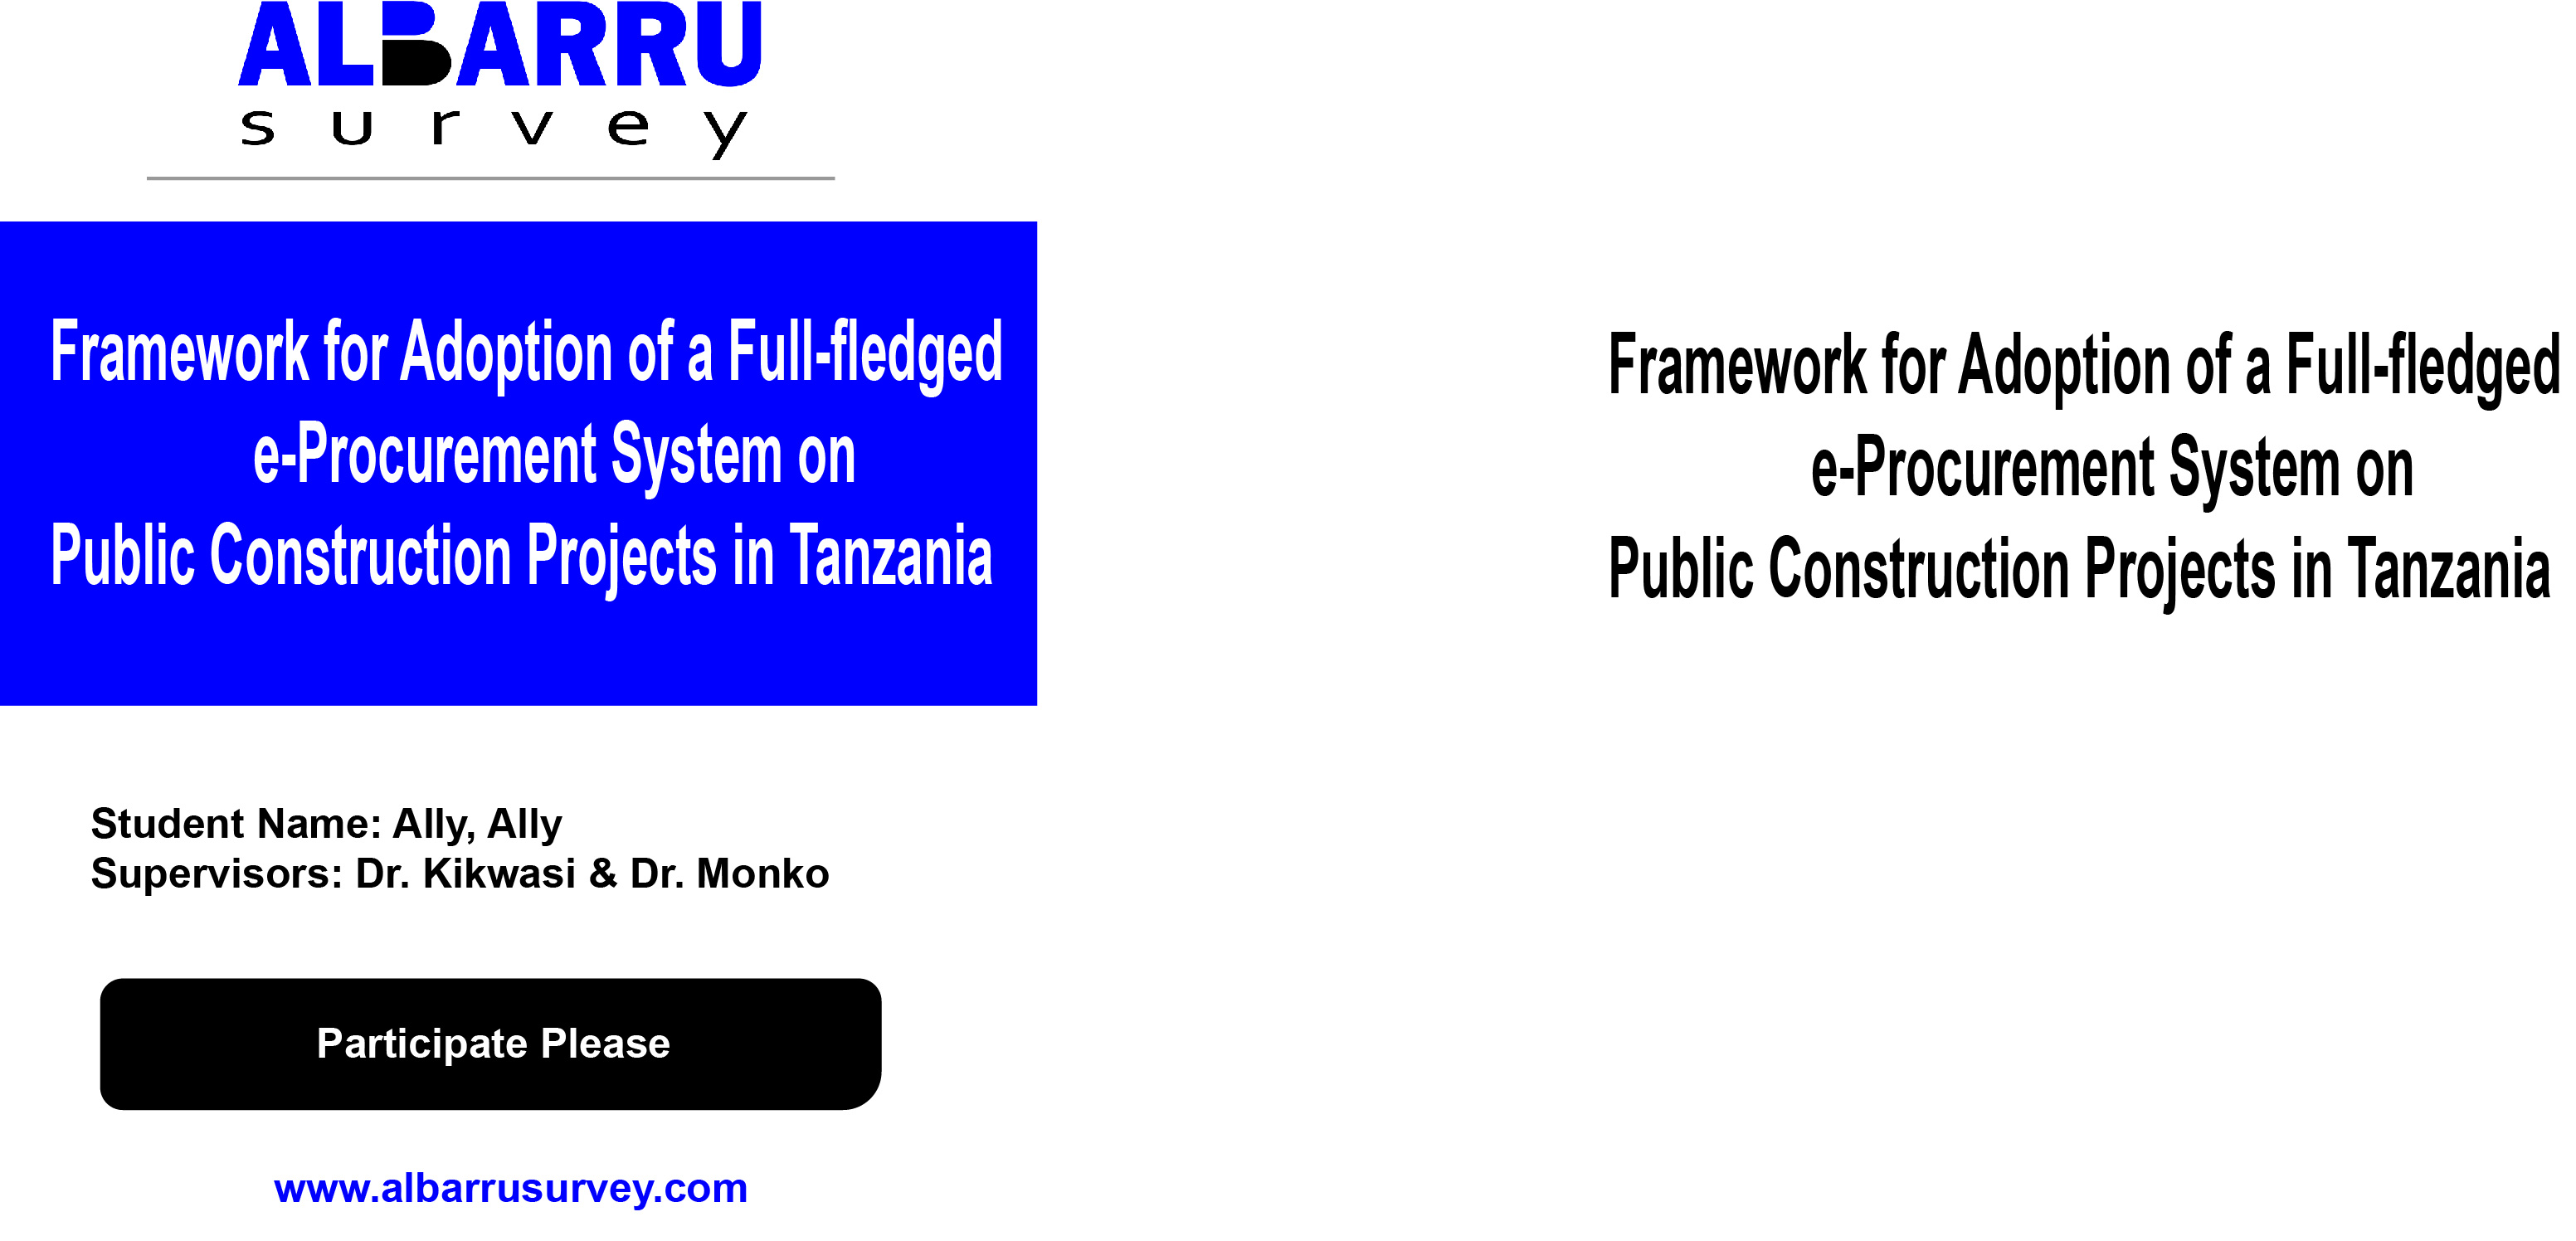 ALBARRU
survey
Framework for Adoption of a Full-fledged
e-Procurement System on
Public Construction Projects in Tanzania
Student Name: Ally, Ally
Supervisors: Dr. Kikwasi & Dr. Monko
Participate Please
www.albarrusurvey.com
Framework for Adoption of a Full-fledged
e-Procurement System on
Public Construction Projects in Tanzania